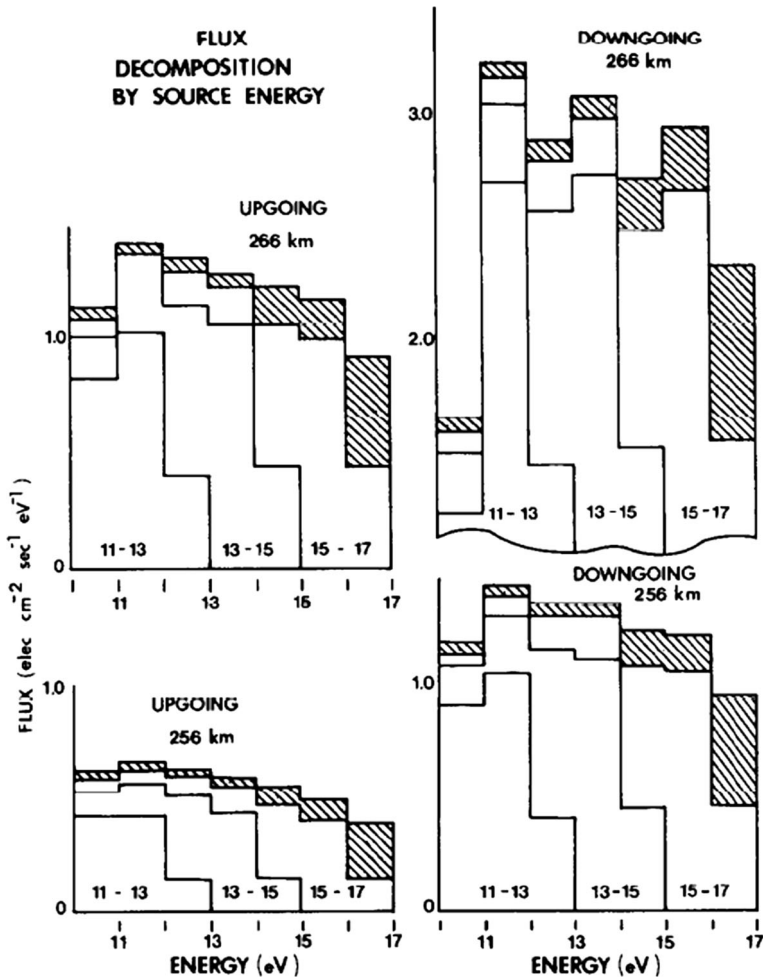 FLUX
DECOMPOSITION
BY SOURCE ENERGY
UPGOING
266 km
1.0
0
11-13 13-15 15-17
11 13 15 17
DOWNGOING
266 km
3.0
2.0
11-13 13-15 15-17
FLUX (elec cm⁻² sec⁻¹ eV⁻¹)
UPGOING
256 km
1.0
0
11-13 13-15 15-17
11 13 15 17
ENERGY (eV)
11 13 15 17
DOWNGOING
256 km
1.0
0
11-13 13-15 15-17
11 13 15 17
ENERGY (eV)